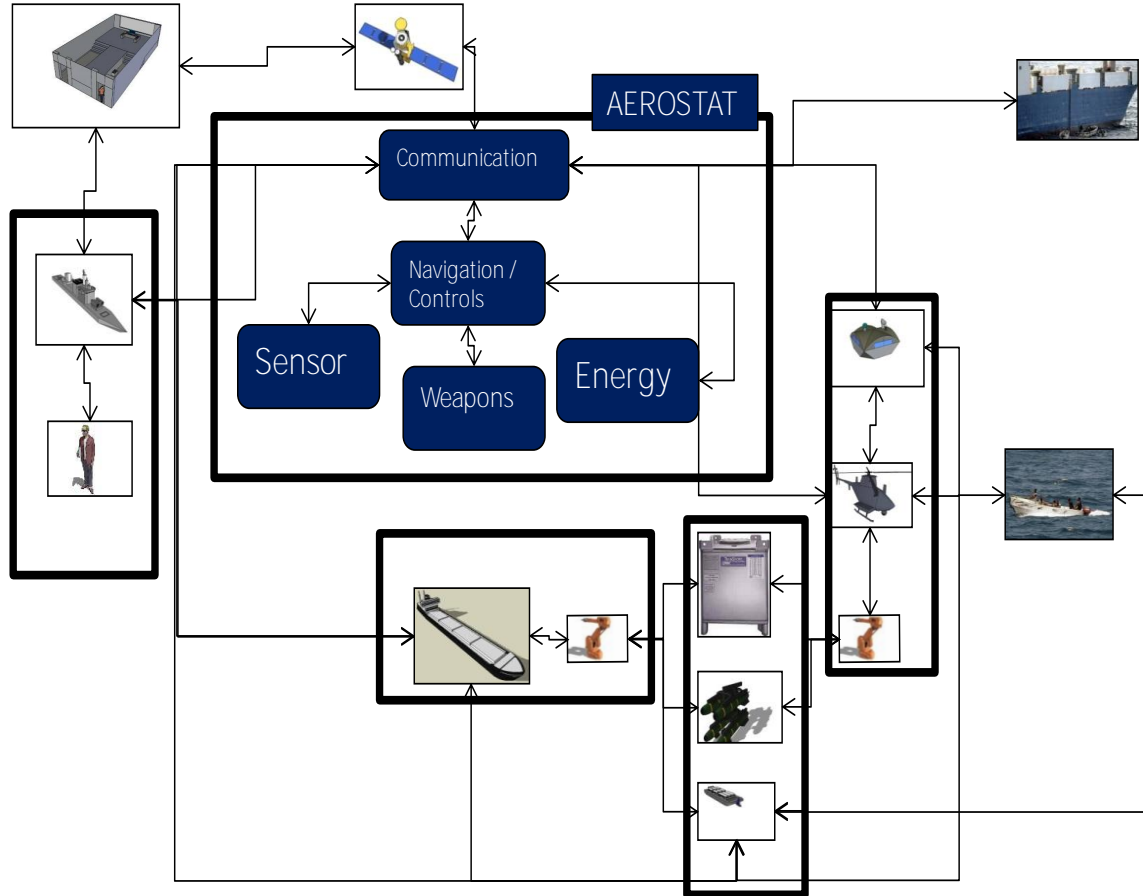 AEROSTAT
Communication
Navigation /
Controls
Sensor
Weapons
Energy